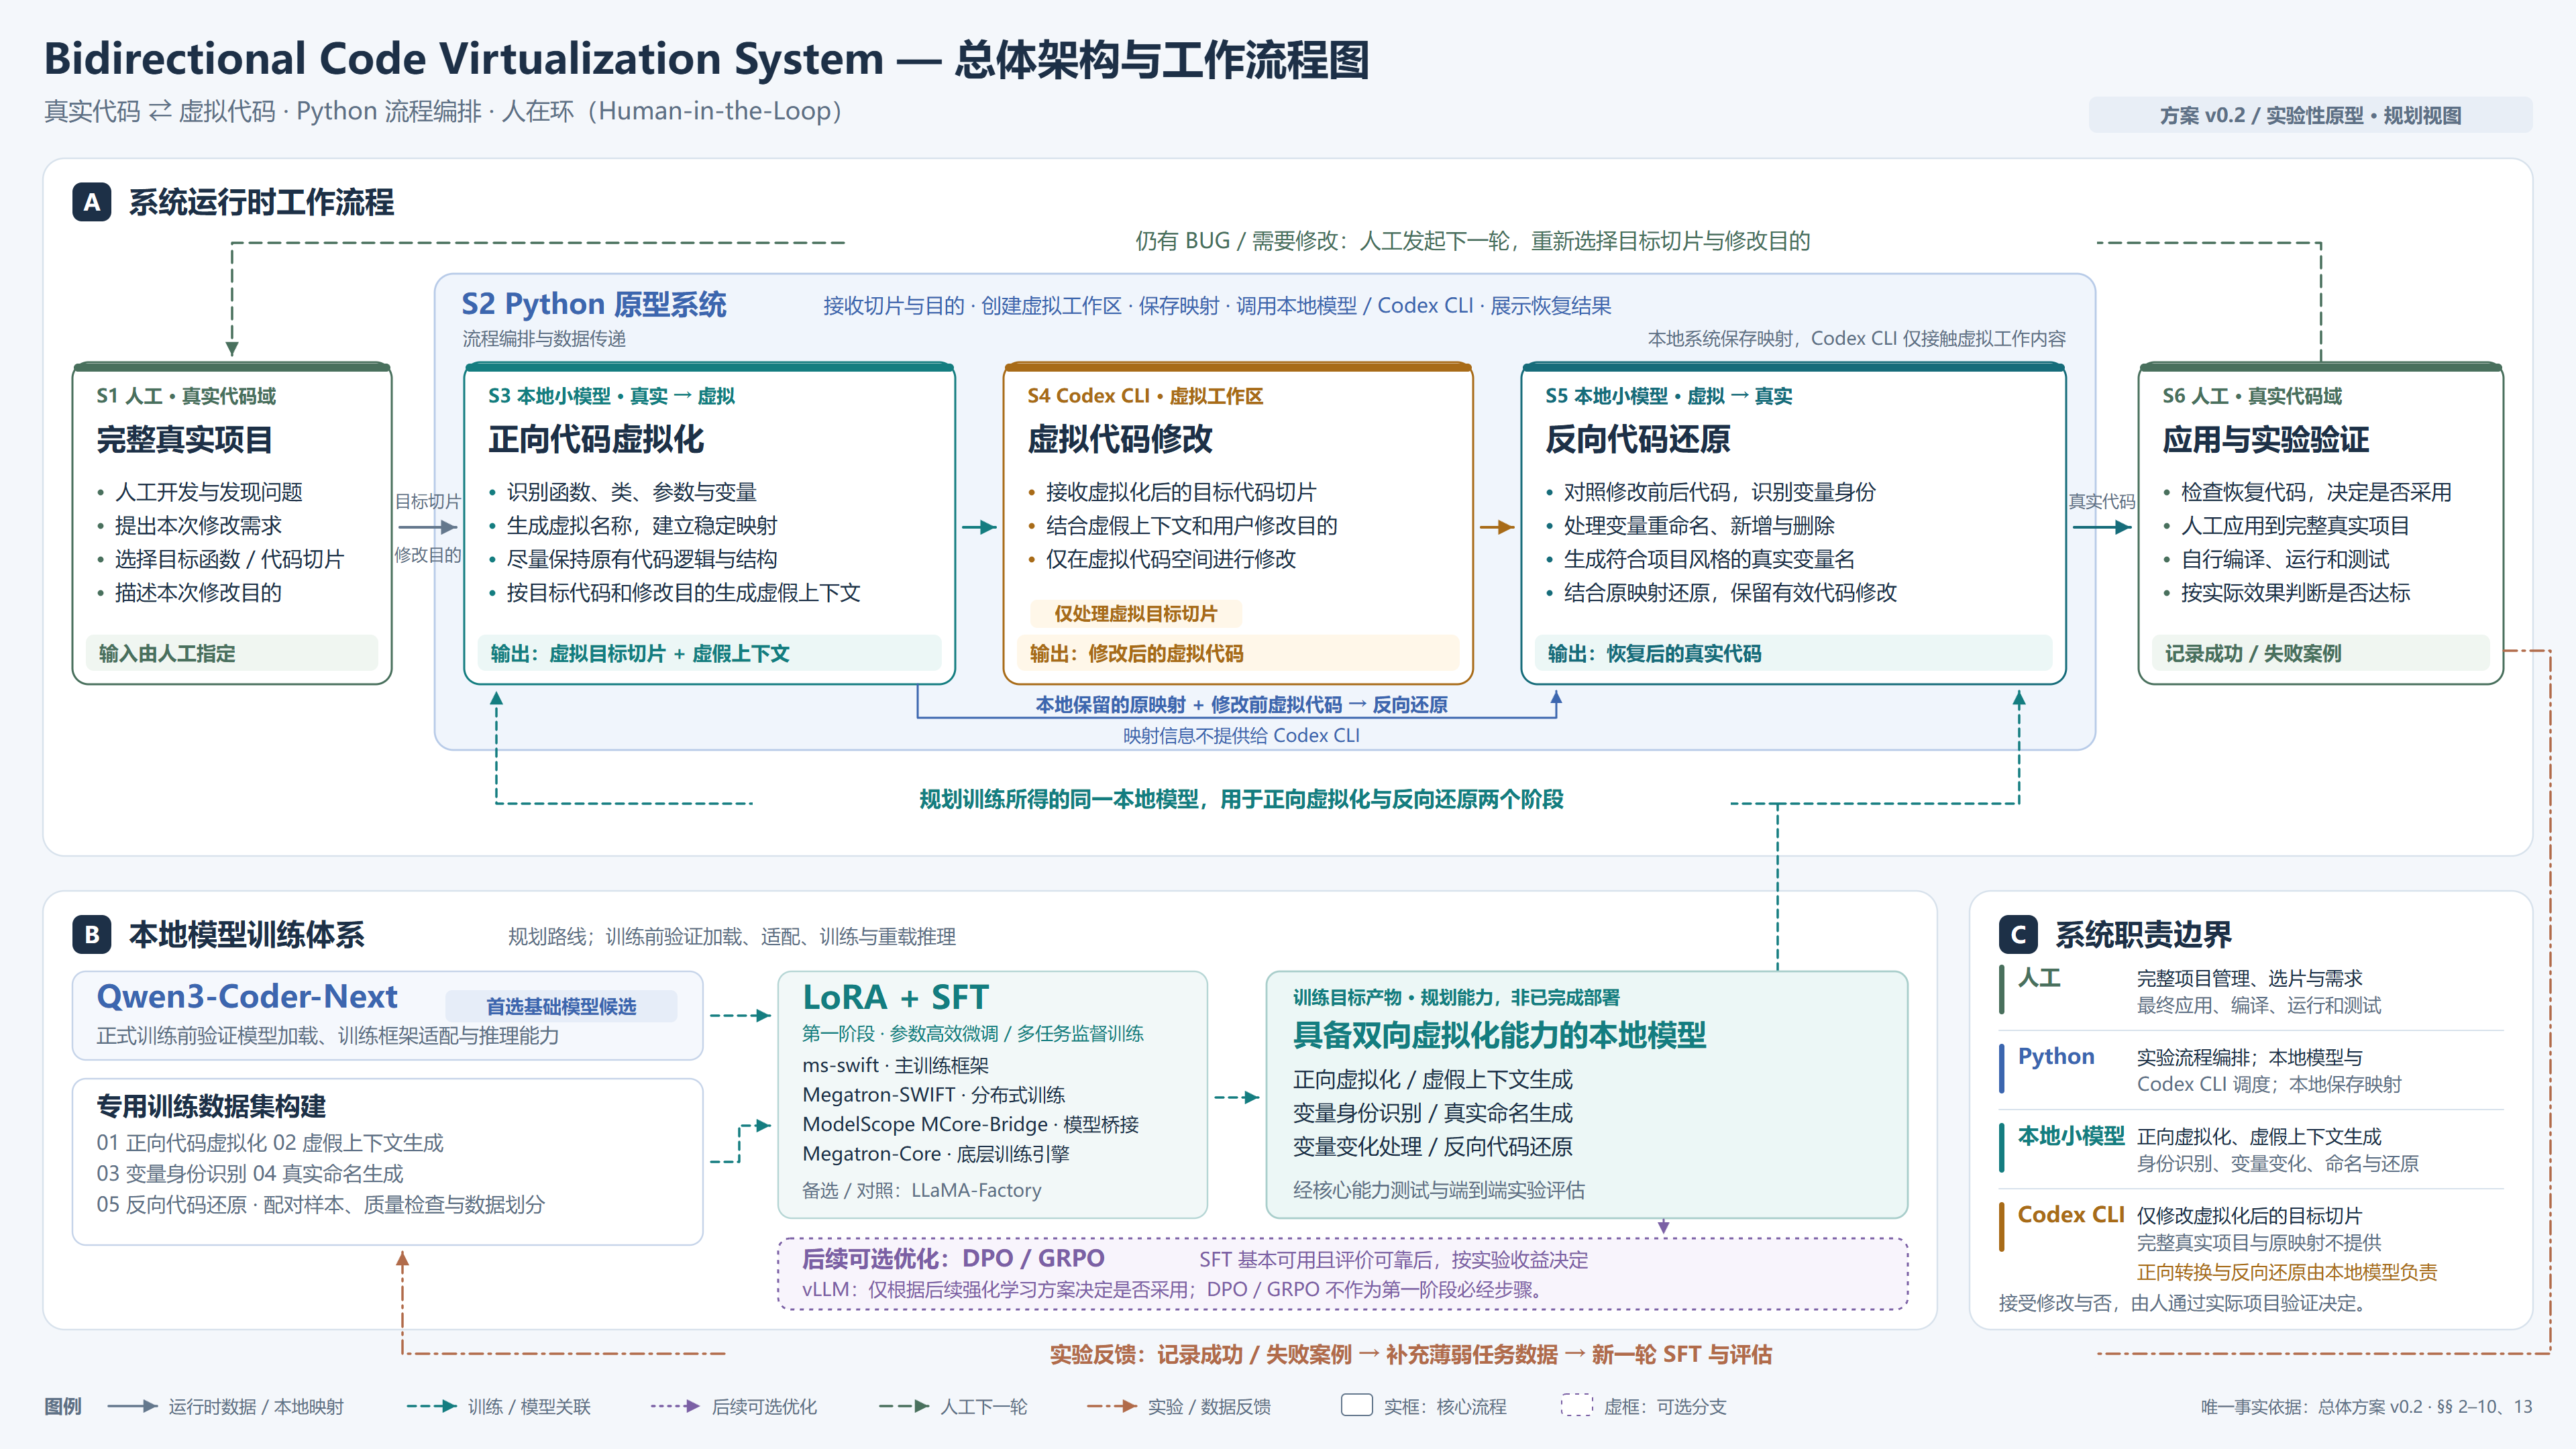 Bidirectional Code Virtualization System — 总体架构与工作流程图
真实代码 ⇄ 虚拟代码 · Python 流程编排 · 人在环（Human-in-the-Loop）
方案 v0.2 / 实验性原型 • 规划视图
A 系统运行时工作流程
仍有 BUG / 需要修改：人工发起下一轮，重新选择目标切片与修改目的
S2 Python 原型系统
接收切片与目的 · 创建虚拟工作区 · 保存映射 · 调用本地模型 / Codex CLI · 展示恢复结果
流程编排与数据传递
本地系统保存映射，Codex CLI 仅接触虚拟工作内容
S1 人工 • 真实代码域
完整真实项目
• 人工开发与发现问题
• 提出本次修改需求
• 选择目标函数 / 代码切片
• 描述本次修改目的
输入由人工指定
目标切片
修改目的
S3 本地小模型 • 真实 → 虚拟
正向代码虚拟化
• 识别函数、类、参数与变量
• 生成虚拟名称，建立稳定映射
• 尽量保持原有代码逻辑与结构
• 按目标代码和修改目的生成虚假上下文
输出：虚拟目标切片 + 虚假上下文
S4 Codex CLI • 虚拟工作区
虚拟代码修改
• 接收虚拟化后的目标代码切片
• 结合虚假上下文和用户修改目的
• 仅在虚拟代码空间进行修改
仅处理虚拟目标切片
输出：修改后的虚拟代码
S5 本地小模型 • 虚拟 → 真实
反向代码还原
• 对照修改前后代码，识别变量身份
• 处理变量重命名、新增与删除
• 生成符合项目风格的真实变量名
• 结合原映射还原，保留有效代码修改
输出：恢复后的真实代码
真实代码
S6 人工 • 真实代码域
应用与实验验证
• 检查恢复代码，决定是否采用
• 人工应用到完整真实项目
• 自行编译、运行和测试
• 按实际效果判断是否达标
记录成功 / 失败案例
本地保留的原映射 + 修改前虚拟代码 → 反向还原
映射信息不提供给 Codex CLI
规划训练所得的同一本地模型，用于正向虚拟化与反向还原两个阶段
B 本地模型训练体系
规划路线；训练前验证加载、适配、训练与重载推理
Qwen3-Coder-Next
首选基础模型候选
正式训练前验证模型加载、训练框架适配与推理能力
专用训练数据集构建
01 正向代码虚拟化 02 虚假上下文生成
03 变量身份识别 04 真实命名生成
05 反向代码还原 · 配对样本、质量检查与数据划分
LoRA + SFT
第一阶段 · 参数高效微调 / 多任务监督训练
ms-swift · 主训练框架
Megatron-SWIFT · 分布式训练
ModelScope MCore-Bridge · 模型桥接
Megatron-Core · 底层训练引擎
备选 / 对照：LLaMA-Factory
训练目标产物 • 规划能力，非已完成部署
具备双向虚拟化能力的本地模型
正向虚拟化 / 虚假上下文生成
变量身份识别 / 真实命名生成
变量变化处理 / 反向代码还原
经核心能力测试与端到端实验评估
后续可选优化：DPO / GRPO
SFT 基本可用且评价可靠后，按实验收益决定
vLLM：仅根据后续强化学习方案决定是否采用；DPO / GRPO 不作为第一阶段必经步骤。
C 系统职责边界
人工
完整项目管理、选片与需求
最终应用、编译、运行和测试
Python
实验流程编排；本地模型与
Codex CLI 调度；本地保存映射
本地小模型
正向虚拟化、虚假上下文生成
身份识别、变量变化、命名与还原
Codex CLI
仅修改虚拟化后的目标切片
完整真实项目与原映射不提供
正向转换与反向还原由本地模型负责
接受修改与否，由人通过实际项目验证决定。
实验反馈：记录成功 / 失败案例 → 补充薄弱任务数据 → 新一轮 SFT 与评估
图例
运行时数据 / 本地映射
训练 / 模型关联
后续可选优化
人工下一轮
实验 / 数据反馈
实框：核心流程
虚框：可选分支
唯一事实依据：总体方案 v0.2 · §§ 2–10、13